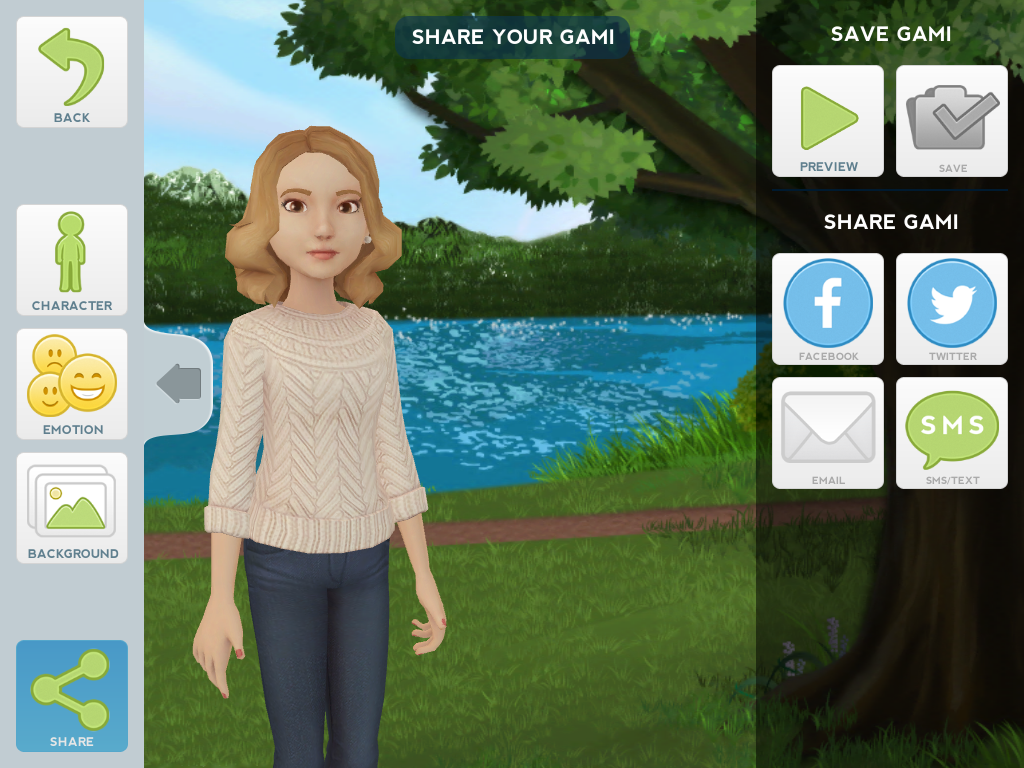 SHARE YOUR GAMI
BACK
CHARACTER
EMOTION
BACKGROUND
SHARE
SAVE GAMI
PREVIEW
SAVE
SHARE GAMI
f
FACEBOOK
TWITTER
EMAIL
SMS
SMS/TEXT